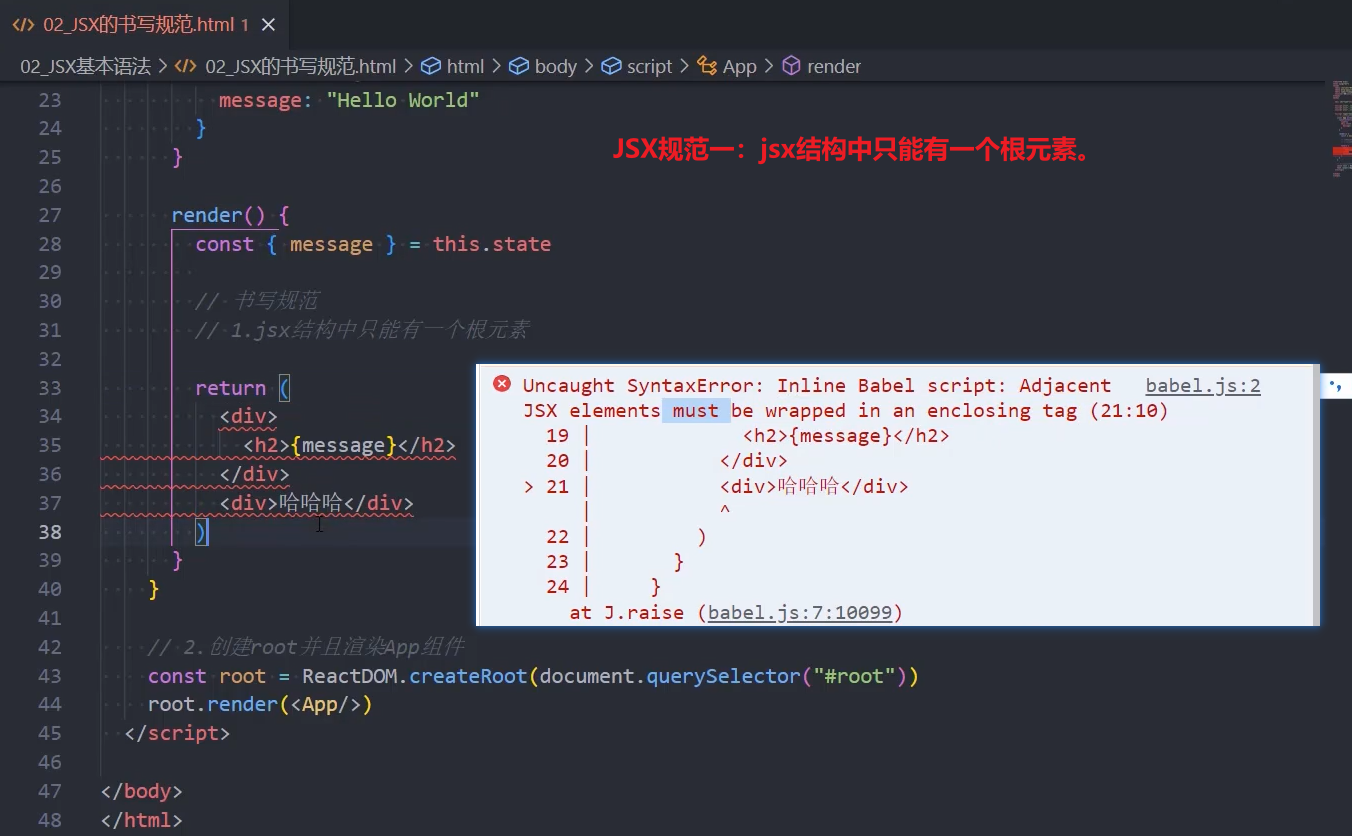 02_JSX的书写规范.html 1
02_JSX基本语法 > 02_JSX的书写规范.html > html > body > script > App > render
JSX规范一：jsx结构中只能有一个根元素。
23 message: "Hello World"
24 }
25 }
26
27 render() {
28 const { message } = this.state
29
30 // 书写规范
31 // 1.jsx结构中只能有一个根元素
32
33 return (
34 <div>
35 <h2>{message}</h2>
36 </div>
37 <div>哈哈哈</div>
38 )
39 }
40 }
41
42 // 2.创建root并且渲染App组件
43 const root = ReactDOM.createRoot(document.querySelector("#root"))
44 root.render(<App/>)
45 </script>
46
47 </body>
48 </html>
Uncaught SyntaxError: Inline Babel script: Adjacent babel.js:2
JSX elements must be wrapped in an enclosing tag (21:10)
19 | <h2>{message}</h2>
20 | </div>
> 21 | <div>哈哈哈</div>
| ^
22 | )
23 | }
24 | }
at J.raise (babel.js:7:10099)